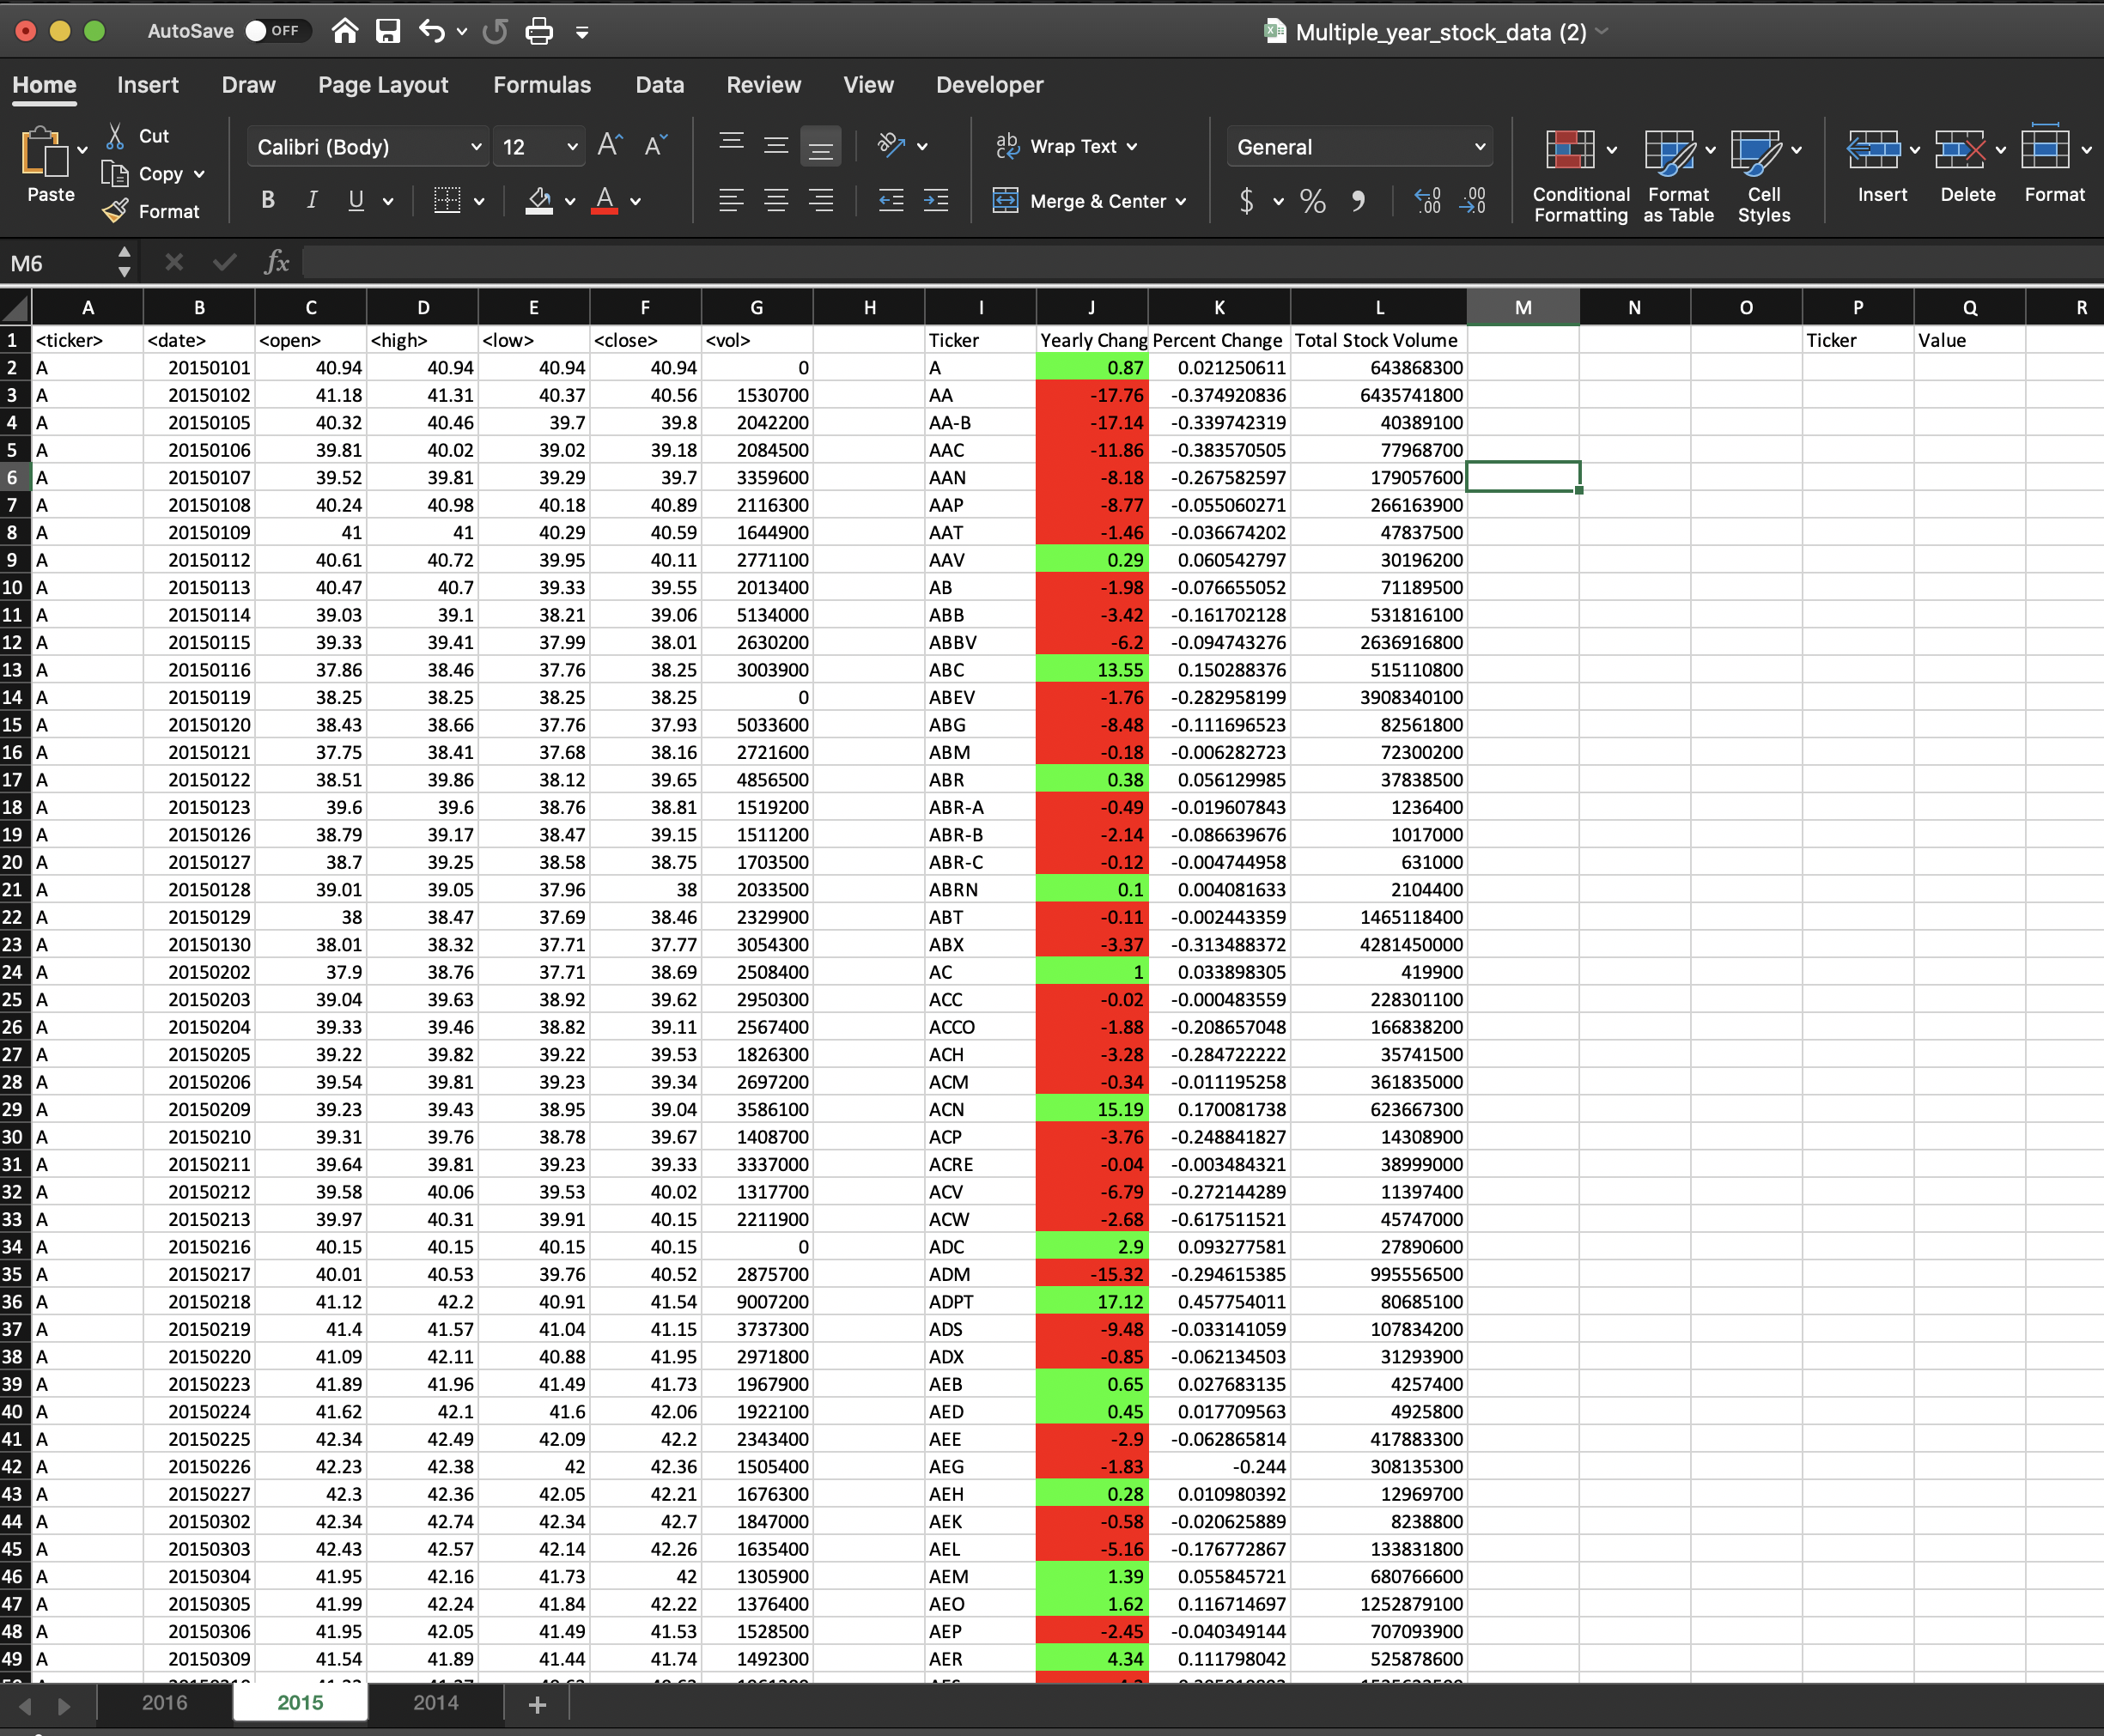 AutoSave OFF Multiple_year_stock_data (2)
Home Insert Draw Page Layout Formulas Data Review View Developer
Paste Cut Copy Format Calibri (Body) 12 A A B I U A ab Wrap Text Merge & Center General $ % Conditional Formatting Format as Table Cell Styles Insert Delete Format
M6 fx
A B C D E F G H I J K L M N O P Q R
1 <ticker> <date> <open> <high> <low> <close> <vol> Ticker Yearly Chang Percent Change Total Stock Volume Ticker Value
2 A 20150101 40.94 40.94 40.94 40.94 0 A 0.87 0.021250611 643868300
3 A 20150102 41.18 41.31 40.37 40.56 1530700 AA -17.76 -0.374920836 6435741800
4 A 20150105 40.32 40.46 39.7 39.8 2042200 AA-B -17.14 -0.339742319 40389100
5 A 20150106 39.81 40.02 39.02 39.18 2084500 AAC -11.86 -0.383570505 77968700
6 A 20150107 39.52 39.81 39.29 39.7 3359600 AAN -8.18 -0.267582597 179057600
7 A 20150108 40.24 40.98 40.18 40.89 2116300 AAP -8.77 -0.055060271 266163900
8 A 20150109 41 41 40.29 40.59 1644900 AAT -1.46 -0.036674202 47837500
9 A 20150112 40.61 40.72 39.95 40.11 2771100 AAV 0.29 0.060542797 30196200
10 A 20150113 40.47 40.7 39.33 39.55 2013400 AB -1.98 -0.076655052 71189500
11 A 20150114 39.03 39.1 38.21 39.06 5134000 ABB -3.42 -0.161702128 531816100
12 A 20150115 39.33 39.41 37.99 38.01 2630200 ABBV -6.2 -0.094743276 2636916800
13 A 20150116 37.86 38.46 37.76 38.25 3003900 ABC 13.55 0.150288376 515110800
14 A 20150119 38.25 38.25 38.25 38.25 0 ABEV -1.76 -0.282958199 3908340100
15 A 20150120 38.43 38.66 37.76 37.93 5033600 ABG -8.48 -0.111696523 82561800
16 A 20150121 37.75 38.41 37.68 38.16 2721600 ABM -0.18 -0.006282723 72300200
17 A 20150122 38.51 39.86 38.12 39.65 4856500 ABR 0.38 0.056129985 37838500
18 A 20150123 39.6 39.6 38.76 38.81 1519200 ABR-A -0.49 -0.019607843 1236400
19 A 20150126 38.79 39.17 38.47 39.15 1511200 ABR-B -2.14 -0.086639676 1017000
20 A 20150127 38.7 39.25 38.58 38.75 1703500 ABR-C -0.12 -0.004744958 631000
21 A 20150128 39.01 39.05 37.96 38 2033500 ABRN 0.1 0.004081633 2104400
22 A 20150129 38 38.47 37.69 38.46 2329900 ABT -0.11 -0.002443359 1465118400
23 A 20150130 38.01 38.32 37.71 37.77 3054300 ABX -3.37 -0.313488372 4281450000
24 A 20150202 37.9 38.76 37.71 38.69 2508400 AC 1 0.033898305 419900
25 A 20150203 39.04 39.63 38.92 39.62 2950300 ACC -0.02 -0.000483559 228301100
26 A 20150204 39.33 39.46 38.82 39.11 2567400 ACCO -1.88 -0.208657048 166838200
27 A 20150205 39.22 39.82 39.22 39.53 1826300 ACH -3.28 -0.284722222 35741500
28 A 20150206 39.54 39.81 39.23 39.34 2697200 ACM -0.34 -0.011195258 361835000
29 A 20150209 39.23 39.43 38.95 39.04 3586100 ACN 15.19 0.170081738 623667300
30 A 20150210 39.31 39.76 38.78 39.67 1408700 ACP -3.76 -0.248841827 14308900
31 A 20150211 39.64 39.81 39.23 39.33 3337000 ACRE -0.04 -0.003484321 38999000
32 A 20150212 39.58 40.06 39.53 40.02 1317700 ACV -6.79 -0.272144289 11397400
33 A 20150213 39.97 40.31 39.91 40.15 2211900 ACW -2.68 -0.617511521 45747000
34 A 20150216 40.15 40.15 40.15 40.15 0 ADC 2.9 0.093277581 27890600
35 A 20150217 40.01 40.53 39.76 40.52 2875700 ADM -15.32 -0.294615385 995556500
36 A 20150218 41.12 42.2 40.91 41.54 9007200 ADPT 17.12 0.457754011 80685100
37 A 20150219 41.4 41.57 41.04 41.15 3737300 ADS -9.48 -0.033141059 107834200
38 A 20150220 41.09 42.11 40.88 41.95 2971800 ADX -0.85 -0.062134503 31293900
39 A 20150223 41.89 41.96 41.49 41.73 1967900 AEB 0.65 0.027683135 4257400
40 A 20150224 41.62 42.1 41.6 42.06 1922100 AED 0.45 0.017709563 4925800
41 A 20150225 42.34 42.49 42.09 42.2 2343400 AEE -2.9 -0.062865814 417883300
42 A 20150226 42.23 42.38 42 42.36 1505400 AEG -1.83 -0.244 308135300
43 A 20150227 42.3 42.36 42.05 42.21 1676300 AEH 0.28 0.010980392 12969700
44 A 20150302 42.34 42.74 42.34 42.7 1847000 AEK -0.58 -0.020625889 8238800
45 A 20150303 42.43 42.57 42.14 42.26 1635400 AEL -5.16 -0.176772867 133831800
46 A 20150304 41.95 42.16 41.73 42 1305900 AEM 1.39 0.055845721 680766600
47 A 20150305 41.99 42.24 41.84 42.22 1376400 AEO 1.62 0.116714697 1252879100
48 A 20150306 41.95 42.05 41.49 41.53 1528500 AEP -2.45 -0.040349144 707093900
49 A 20150309 41.54 41.89 41.44 41.74 1492300 AER 4.34 0.111798042 525878600
2016 2015 2014 +